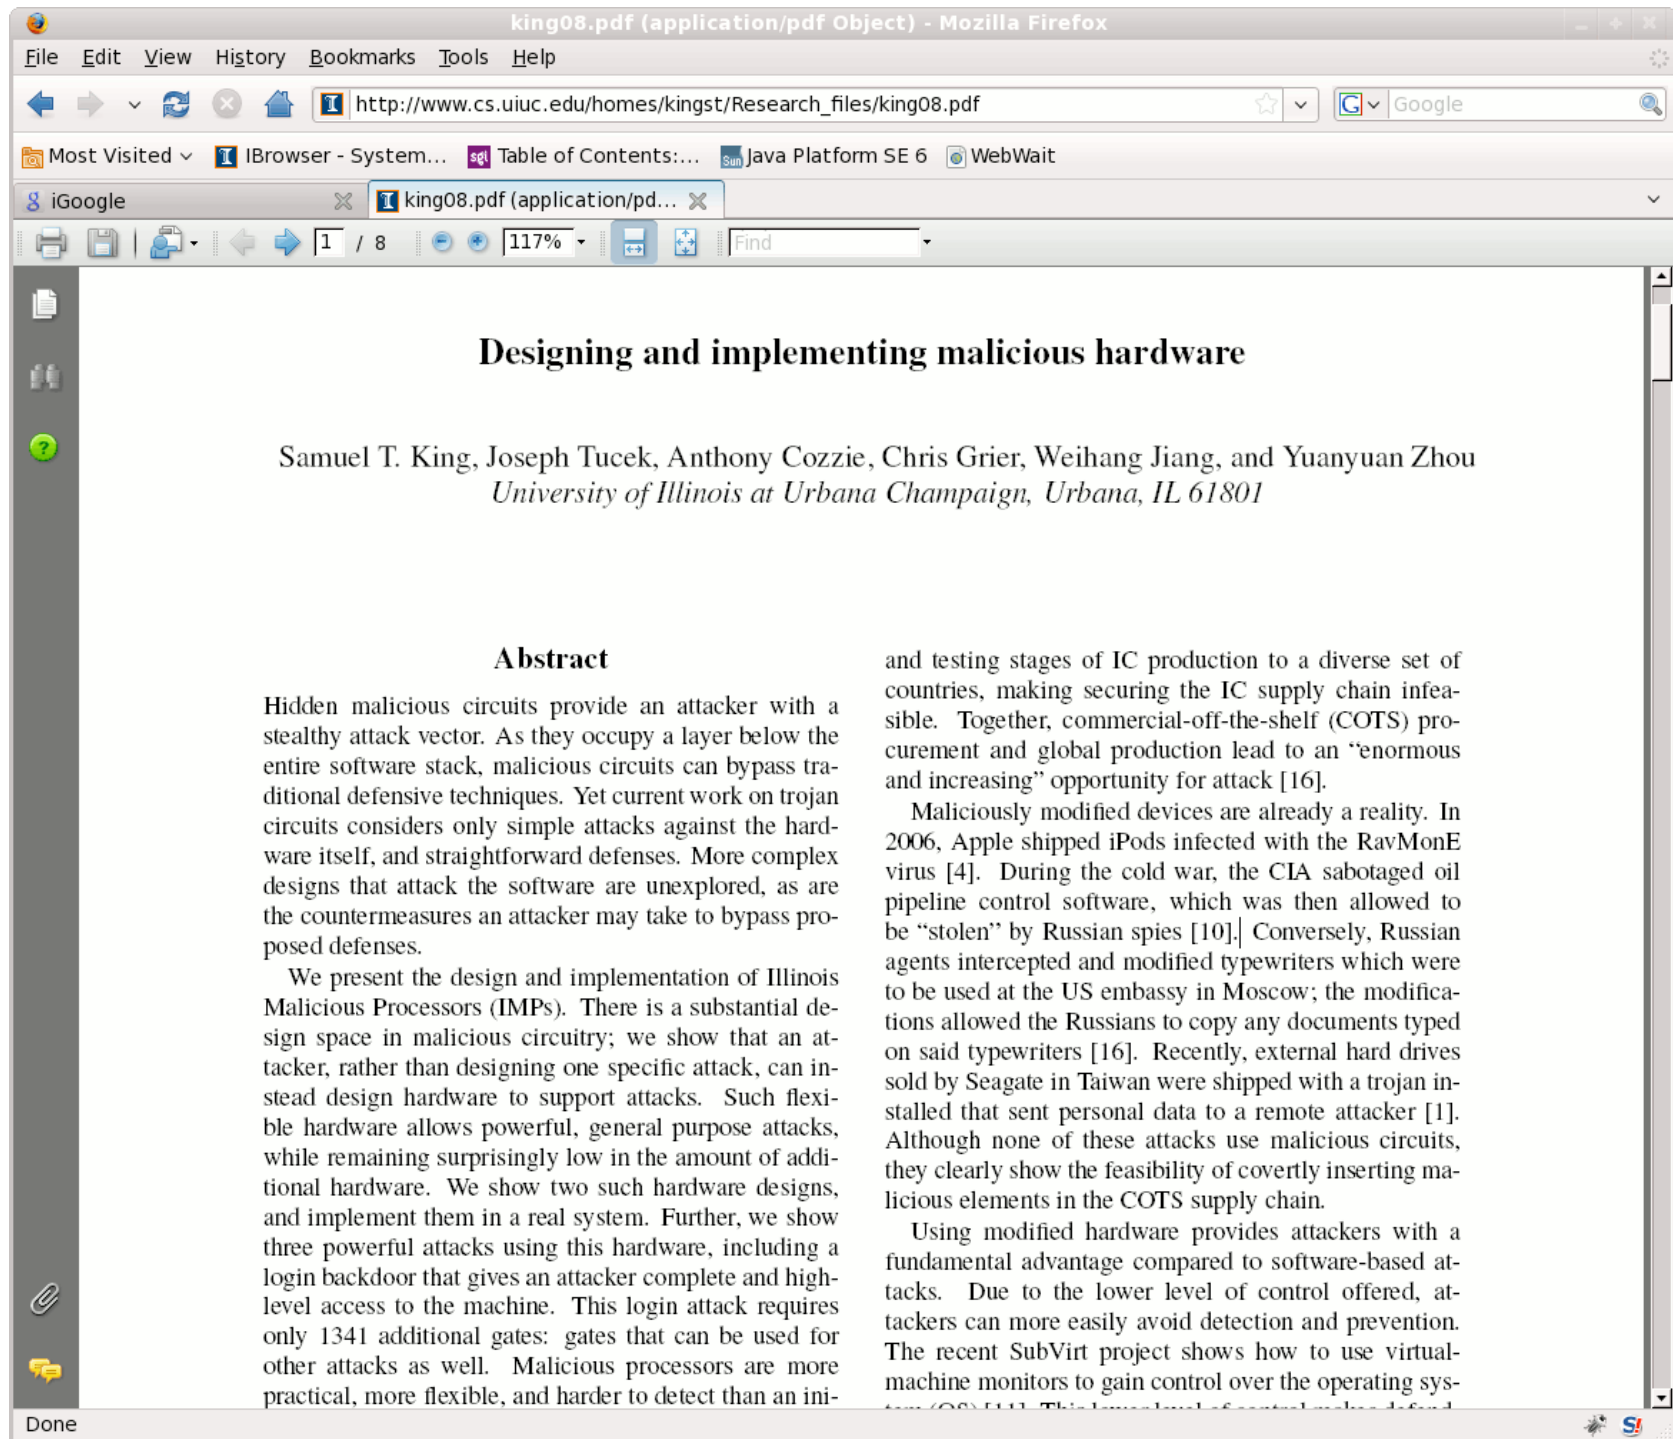 king08.pdf (application/pdf Object) - Mozilla Firefox
File Edit View History Bookmarks Tools Help
http://www.cs.uiuc.edu/homes/kingst/Research_files/king08.pdf
Google
Most Visited
IBrowser - System...
sgi
Table of Contents:...
Sun
Java Platform SE 6
WebWait
iGoogle
king08.pdf (application/pd...
1 / 8
117%
Find
Designing and implementing malicious hardware
Samuel T. King, Joseph Tucek, Anthony Cozzie, Chris Grier, Weihang Jiang, and Yuanyuan Zhou
University of Illinois at Urbana Champaign, Urbana, IL 61801
Abstract
Hidden malicious circuits provide an attacker with a
stealthy attack vector. As they occupy a layer below the
entire software stack, malicious circuits can bypass tra-
ditional defensive techniques. Yet current work on trojan
circuits considers only simple attacks against the hard-
ware itself, and straightforward defenses. More complex
designs that attack the software are unexplored, as are
the countermeasures an attacker may take to bypass pro-
posed defenses.
We present the design and implementation of Illinois
Malicious Processors (IMPs). There is a substantial de-
sign space in malicious circuitry; we show that an at-
tacker, rather than designing one specific attack, can in-
stead design hardware to support attacks. Such flexi-
ble hardware allows powerful, general purpose attacks,
while remaining surprisingly low in the amount of addi-
tional hardware. We show two such hardware designs,
and implement them in a real system. Further, we show
three powerful attacks using this hardware, including a
login backdoor that gives an attacker complete and high-
level access to the machine. This login attack requires
only 1341 additional gates: gates that can be used for
other attacks as well. Malicious processors are more
practical, more flexible, and harder to detect than an ini-
and testing stages of IC production to a diverse set of
countries, making securing the IC supply chain infea-
sible. Together, commercial-off-the-shelf (COTS) pro-
curement and global production lead to an “enormous
and increasing” opportunity for attack [16].
Maliciously modified devices are already a reality. In
2006, Apple shipped iPods infected with the RavMonE
virus [4]. During the cold war, the CIA sabotaged oil
pipeline control software, which was then allowed to
be “stolen” by Russian spies [10]. Conversely, Russian
agents intercepted and modified typewriters which were
to be used at the US embassy in Moscow; the modifica-
tions allowed the Russians to copy any documents typed
on said typewriters [16]. Recently, external hard drives
sold by Seagate in Taiwan were shipped with a trojan in-
stalled that sent personal data to a remote attacker [1].
Although none of these attacks use malicious circuits,
they clearly show the feasibility of covertly inserting ma-
licious elements in the COTS supply chain.
Using modified hardware provides attackers with a
fundamental advantage compared to software-based at-
tacks. Due to the lower level of control offered, at-
tackers can more easily avoid detection and prevention.
The recent SubVirt project shows how to use virtual-
machine monitors to gain control over the operating sys-
Done